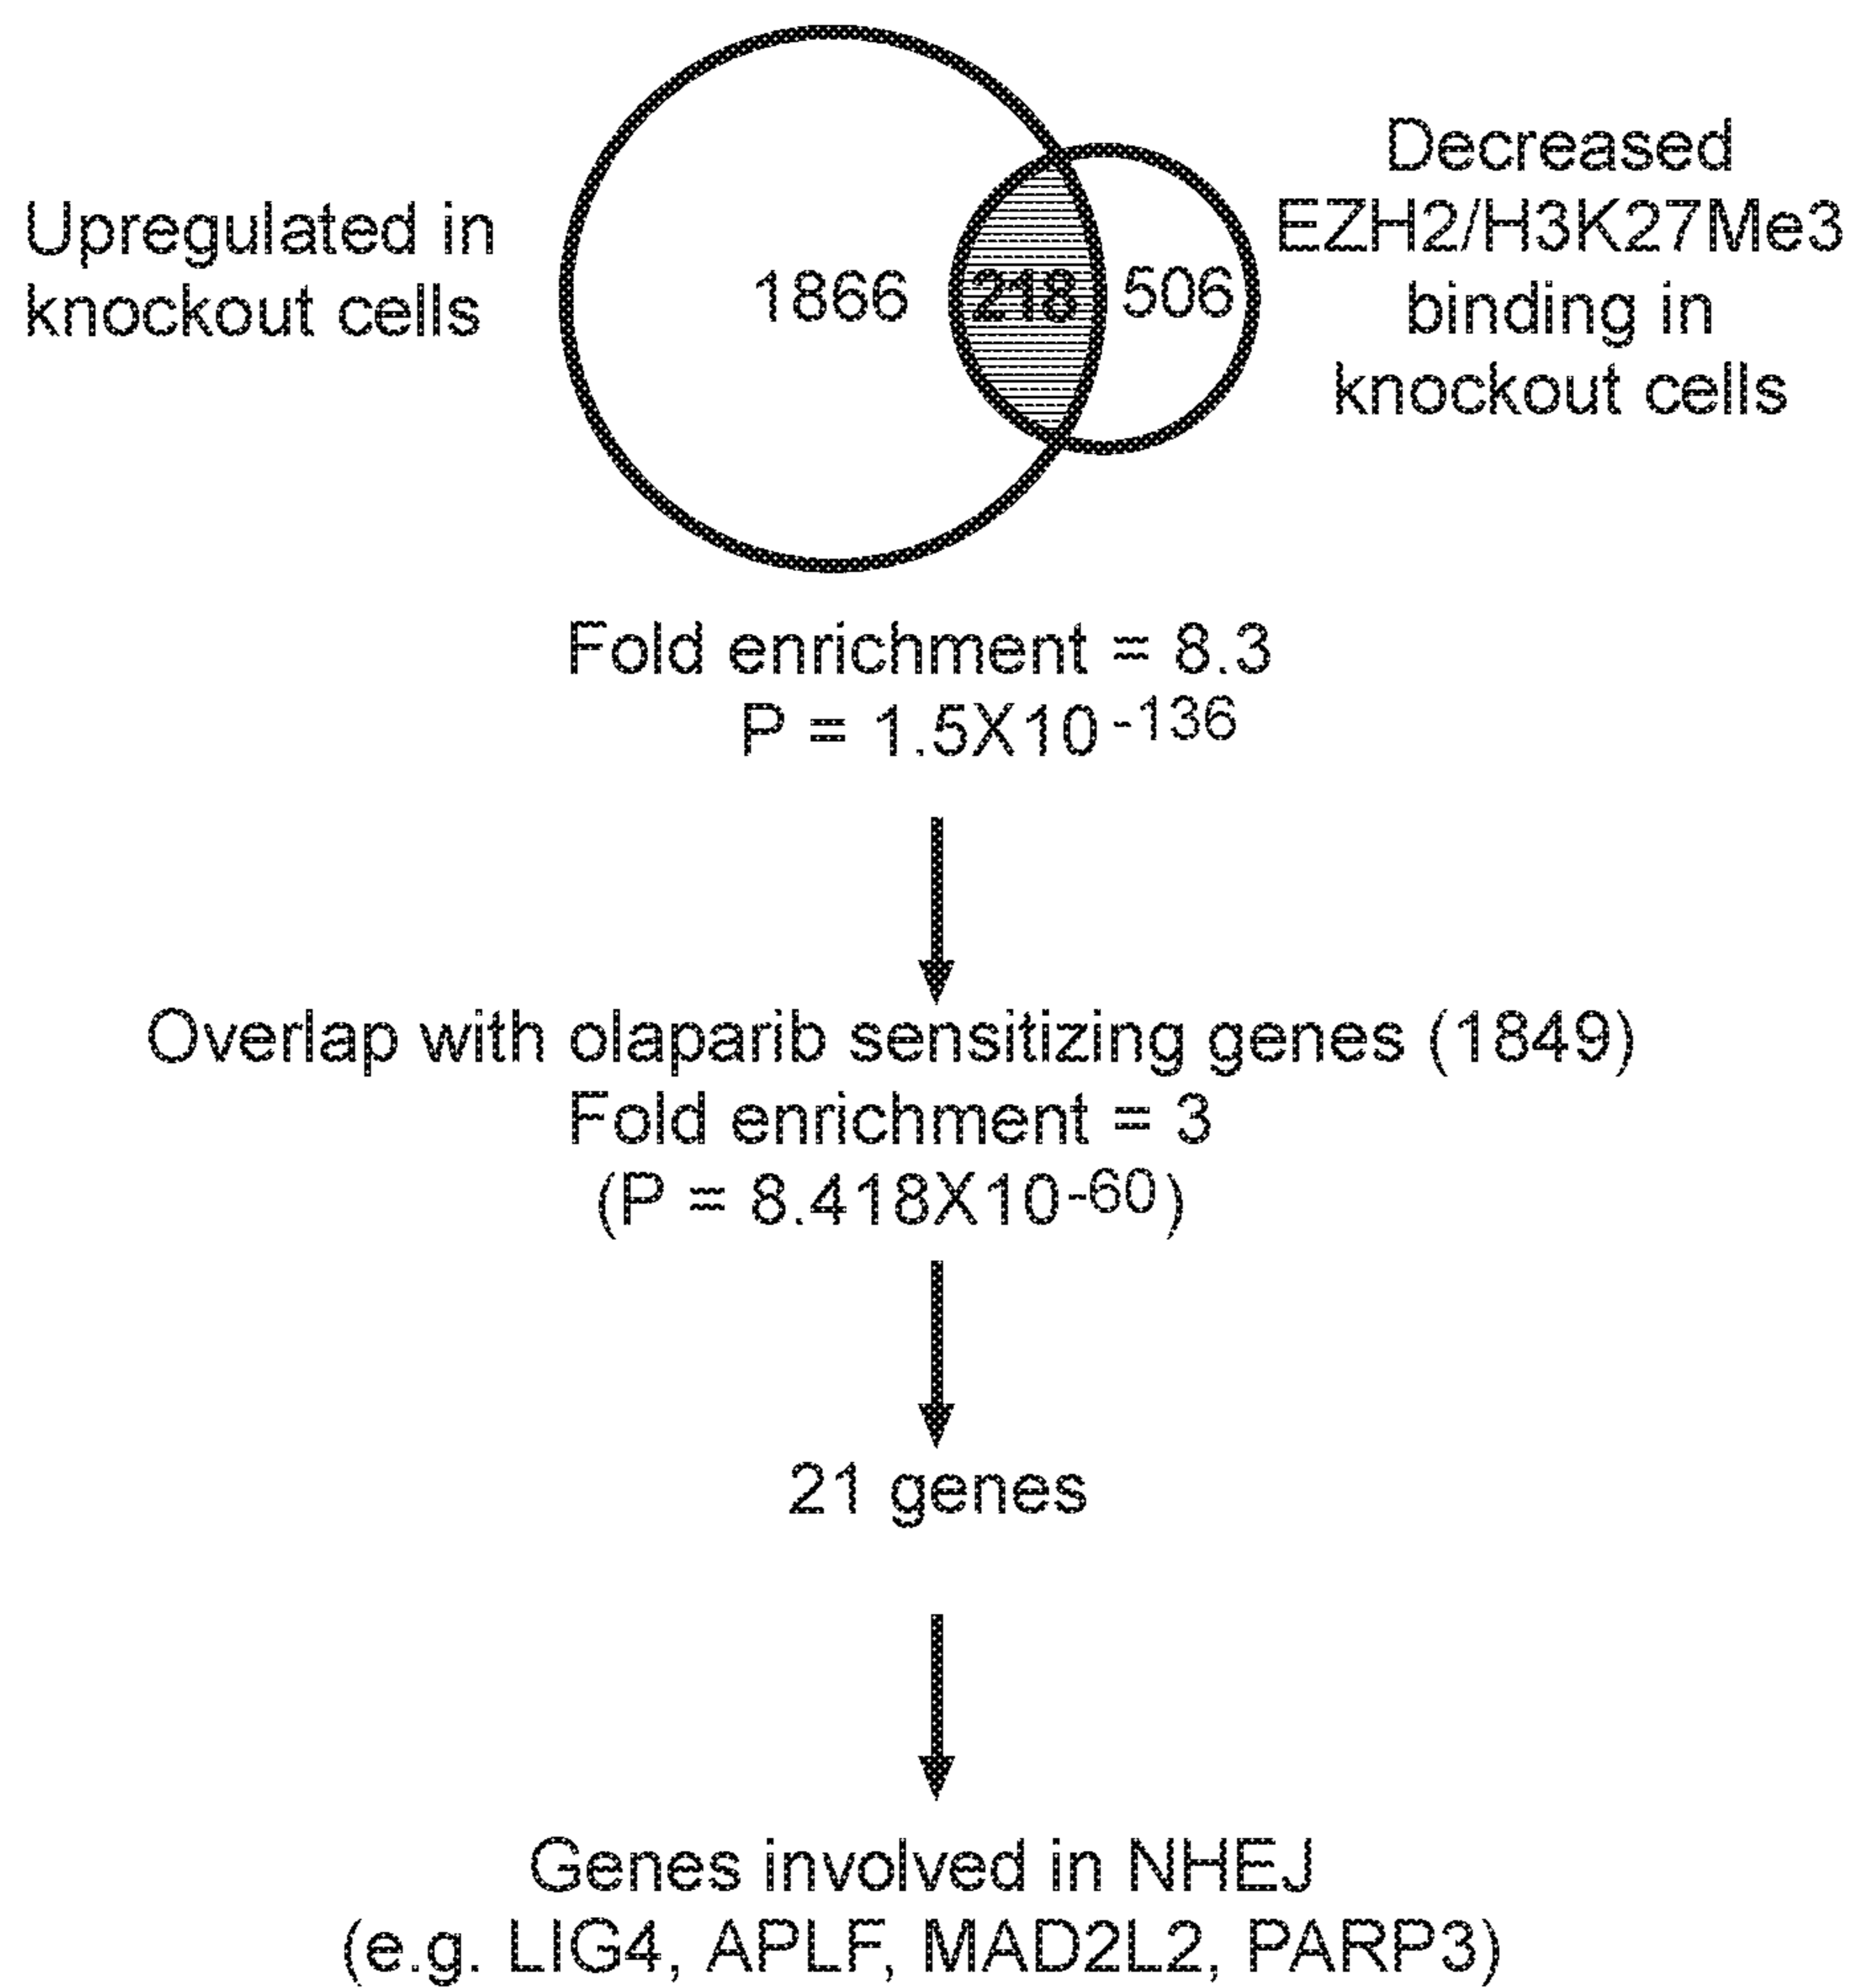 Upregulated in
knockout cells
1866
218
506
Decreased
EZH2/H3K27Me3
binding in
knockout cells
Fold enrichment = 8.3
P = 1.5X10-136
Overlap with olaparib sensitizing genes (1849)
Fold enrichment = 3
(P = 8.418X10-60)
21 genes
Genes involved in NHEJ
(e.g. LIG4, APLF, MAD2L2, PARP3)